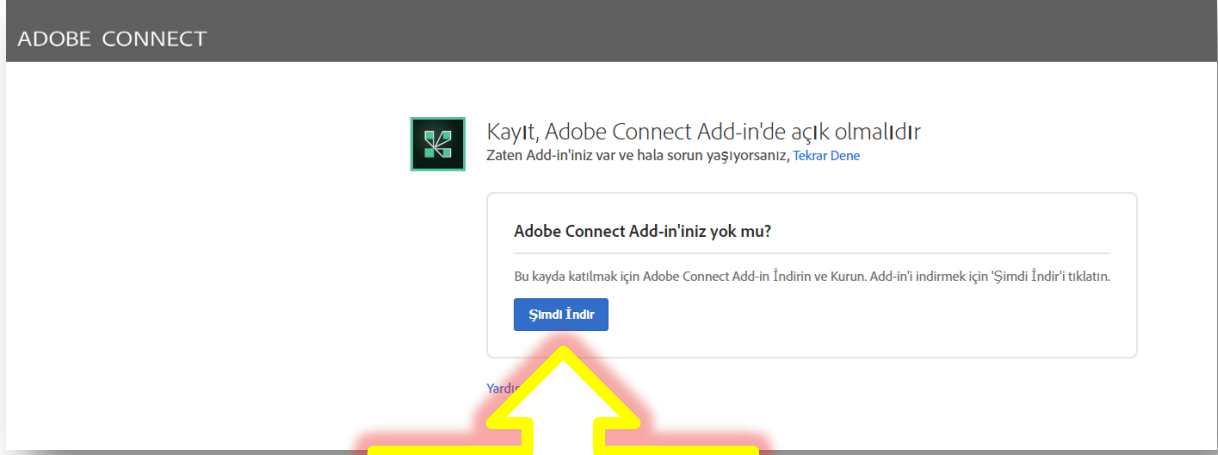 ADOBE CONNECT
Kayıt, Adobe Connect Add-in'de açık olmalıdır
Zaten Add-in'iniz var ve hala sorun yaşıyorsanız, Tekrar Dene
Adobe Connect Add-in'iniz yok mu?
Bu kayda katılmak için Adobe Connect Add-in İndirin ve Kurun. Add-in'i indirmek için 'Şimdi İndir'i tıklatın.
Şimdi İndir